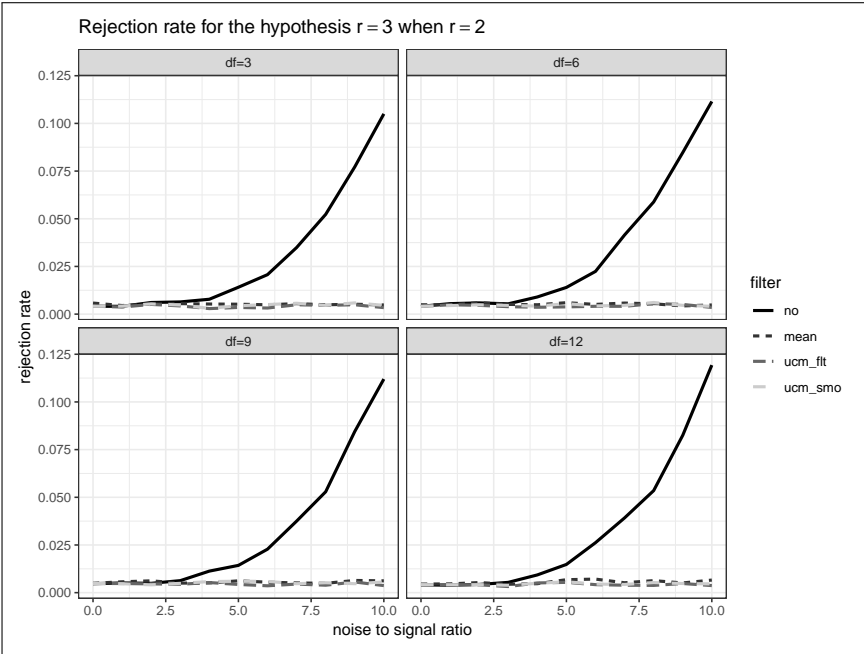 Rejection rate for the hypothesis r = 3 when r = 2
df=3
df=6
0.125
0.100
0.075
0.050
0.025
0.000
df=9
df=12
0.125
0.100
0.075
0.050
0.025
0.000
0.0 2.5 5.0 7.5 10.0
0.0 2.5 5.0 7.5 10.0
noise to signal ratio
rejection rate
filter
no
mean
ucm_flt
ucm_smo